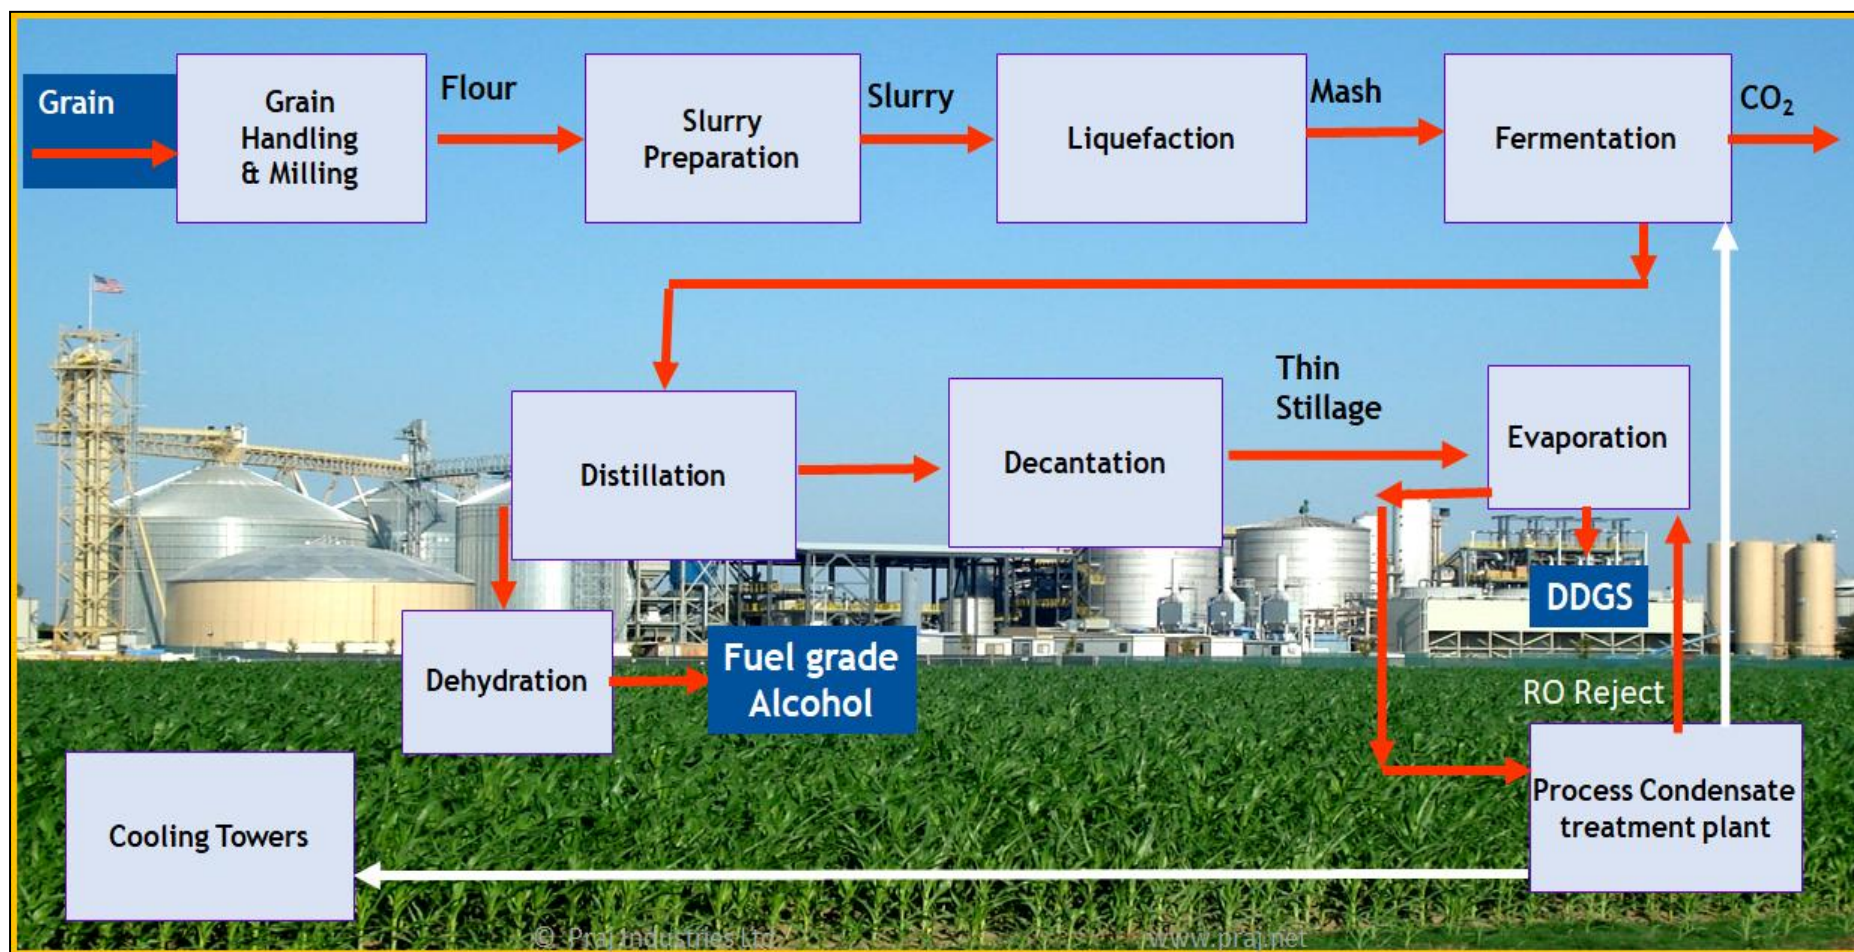 Grain
Grain
Handling
& Milling
Flour
Slurry
Preparation
Slurry
Liquefaction
Mash
Fermentation
CO₂
Distillation
Decantation
Thin
Stillage
Evaporation
DDGS
Dehydration
Fuel grade
Alcohol
RO Reject
Process Condensate
treatment plant
Cooling Towers
© Praj Industries Ltd
www.praj.net